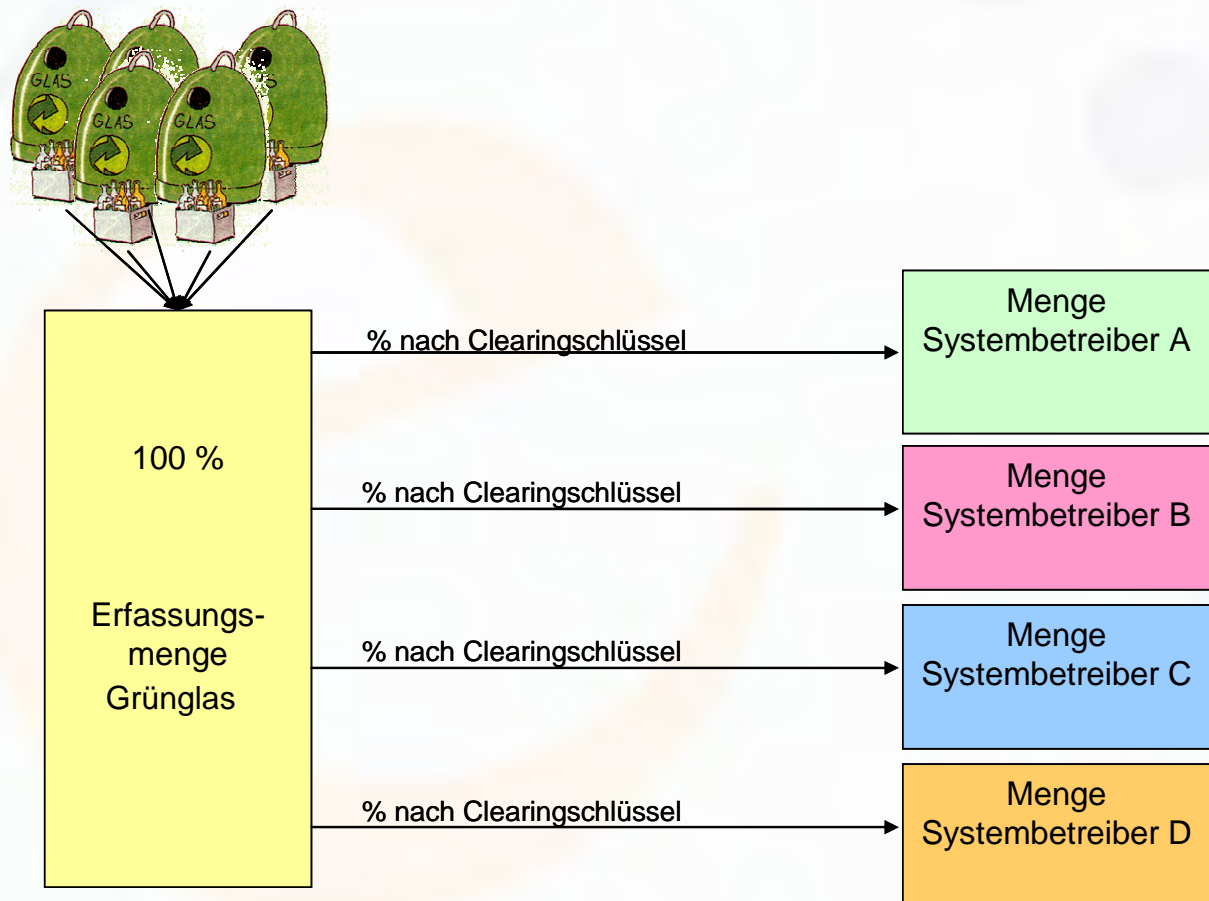 GLAS
GLAS
GLAS
% nach Clearingschlüssel
Menge
Systembetreiber A
100 %
% nach Clearingschlüssel
Menge
Systembetreiber B
Erfassungs-
menge
Grünglas
% nach Clearingschlüssel
Menge
Systembetreiber C
% nach Clearingschlüssel
Menge
Systembetreiber D